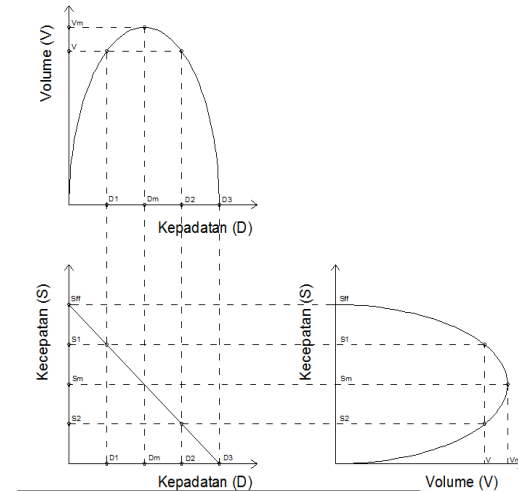 Volume (V)
Vm
V
D1
Dm
D2
D3
Kepadatan (D)
Kecepatan (S)
Sff
S1
Sm
S2
D1
Dm
D2
D3
Kepadatan (D)
Kecepatan (S)
Sff
S1
Sm
S2
V
Vm
Volume (V)